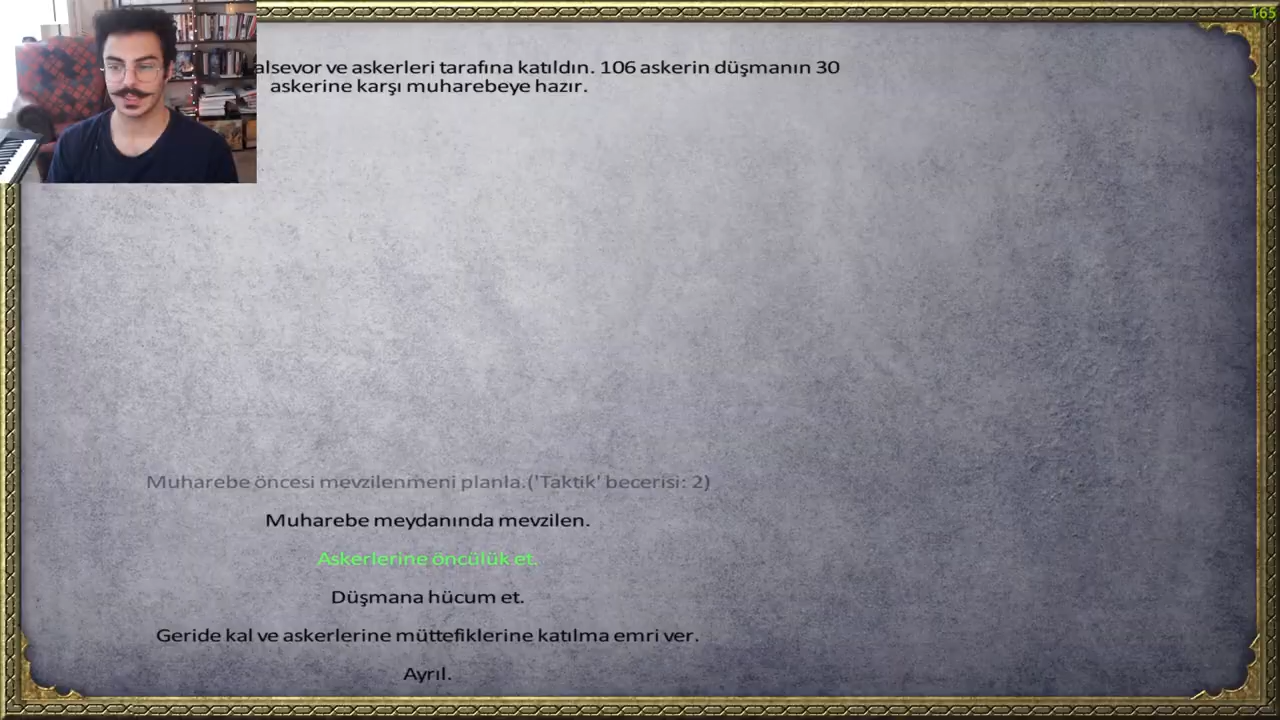 165
ve askerleri tarafına katıldın. 106 askerin düşmanın 30
askerine karşı muharebeye hazır.
Muharebe öncesi mevzilenmeni planla.('Taktik' becerisi: 2)
Muharebe meydanında mevzilen.
Askerlerine öncülük et.
Düşmana hücum et.
Geride kal ve askerlerine müttefiklerine katılma emri ver.
Ayrıl.